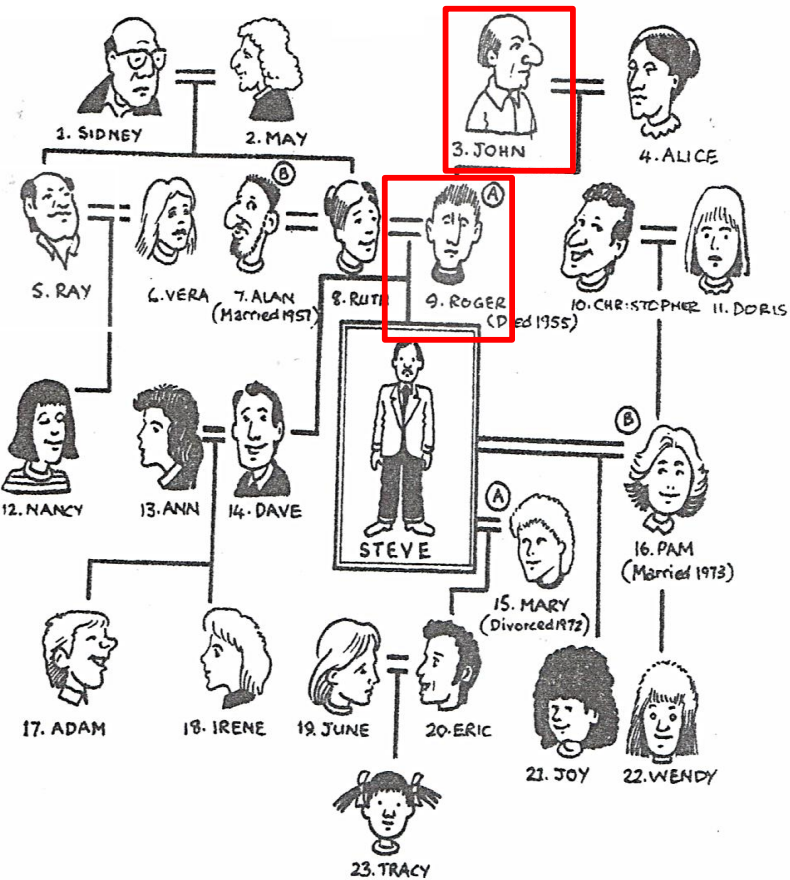 1. SIDNEY
2. MAY
3. JOHN
4. ALICE
B
A
5. RAY
6. VERA
7. ALAN
(Married 1957)
8. RUTH
9. ROGER
(Died 1955)
10. CHRISTOPHER
11. DORIS
B
12. NANCY
13. ANN
14. DAVE
STEVE
A
15. MARY
(Divorced 1972)
16. PAM
(Married 1973)
17. ADAM
18. IRENE
19. JUNE
20. ERIC
21. JOY
22. WENDY
23. TRACY